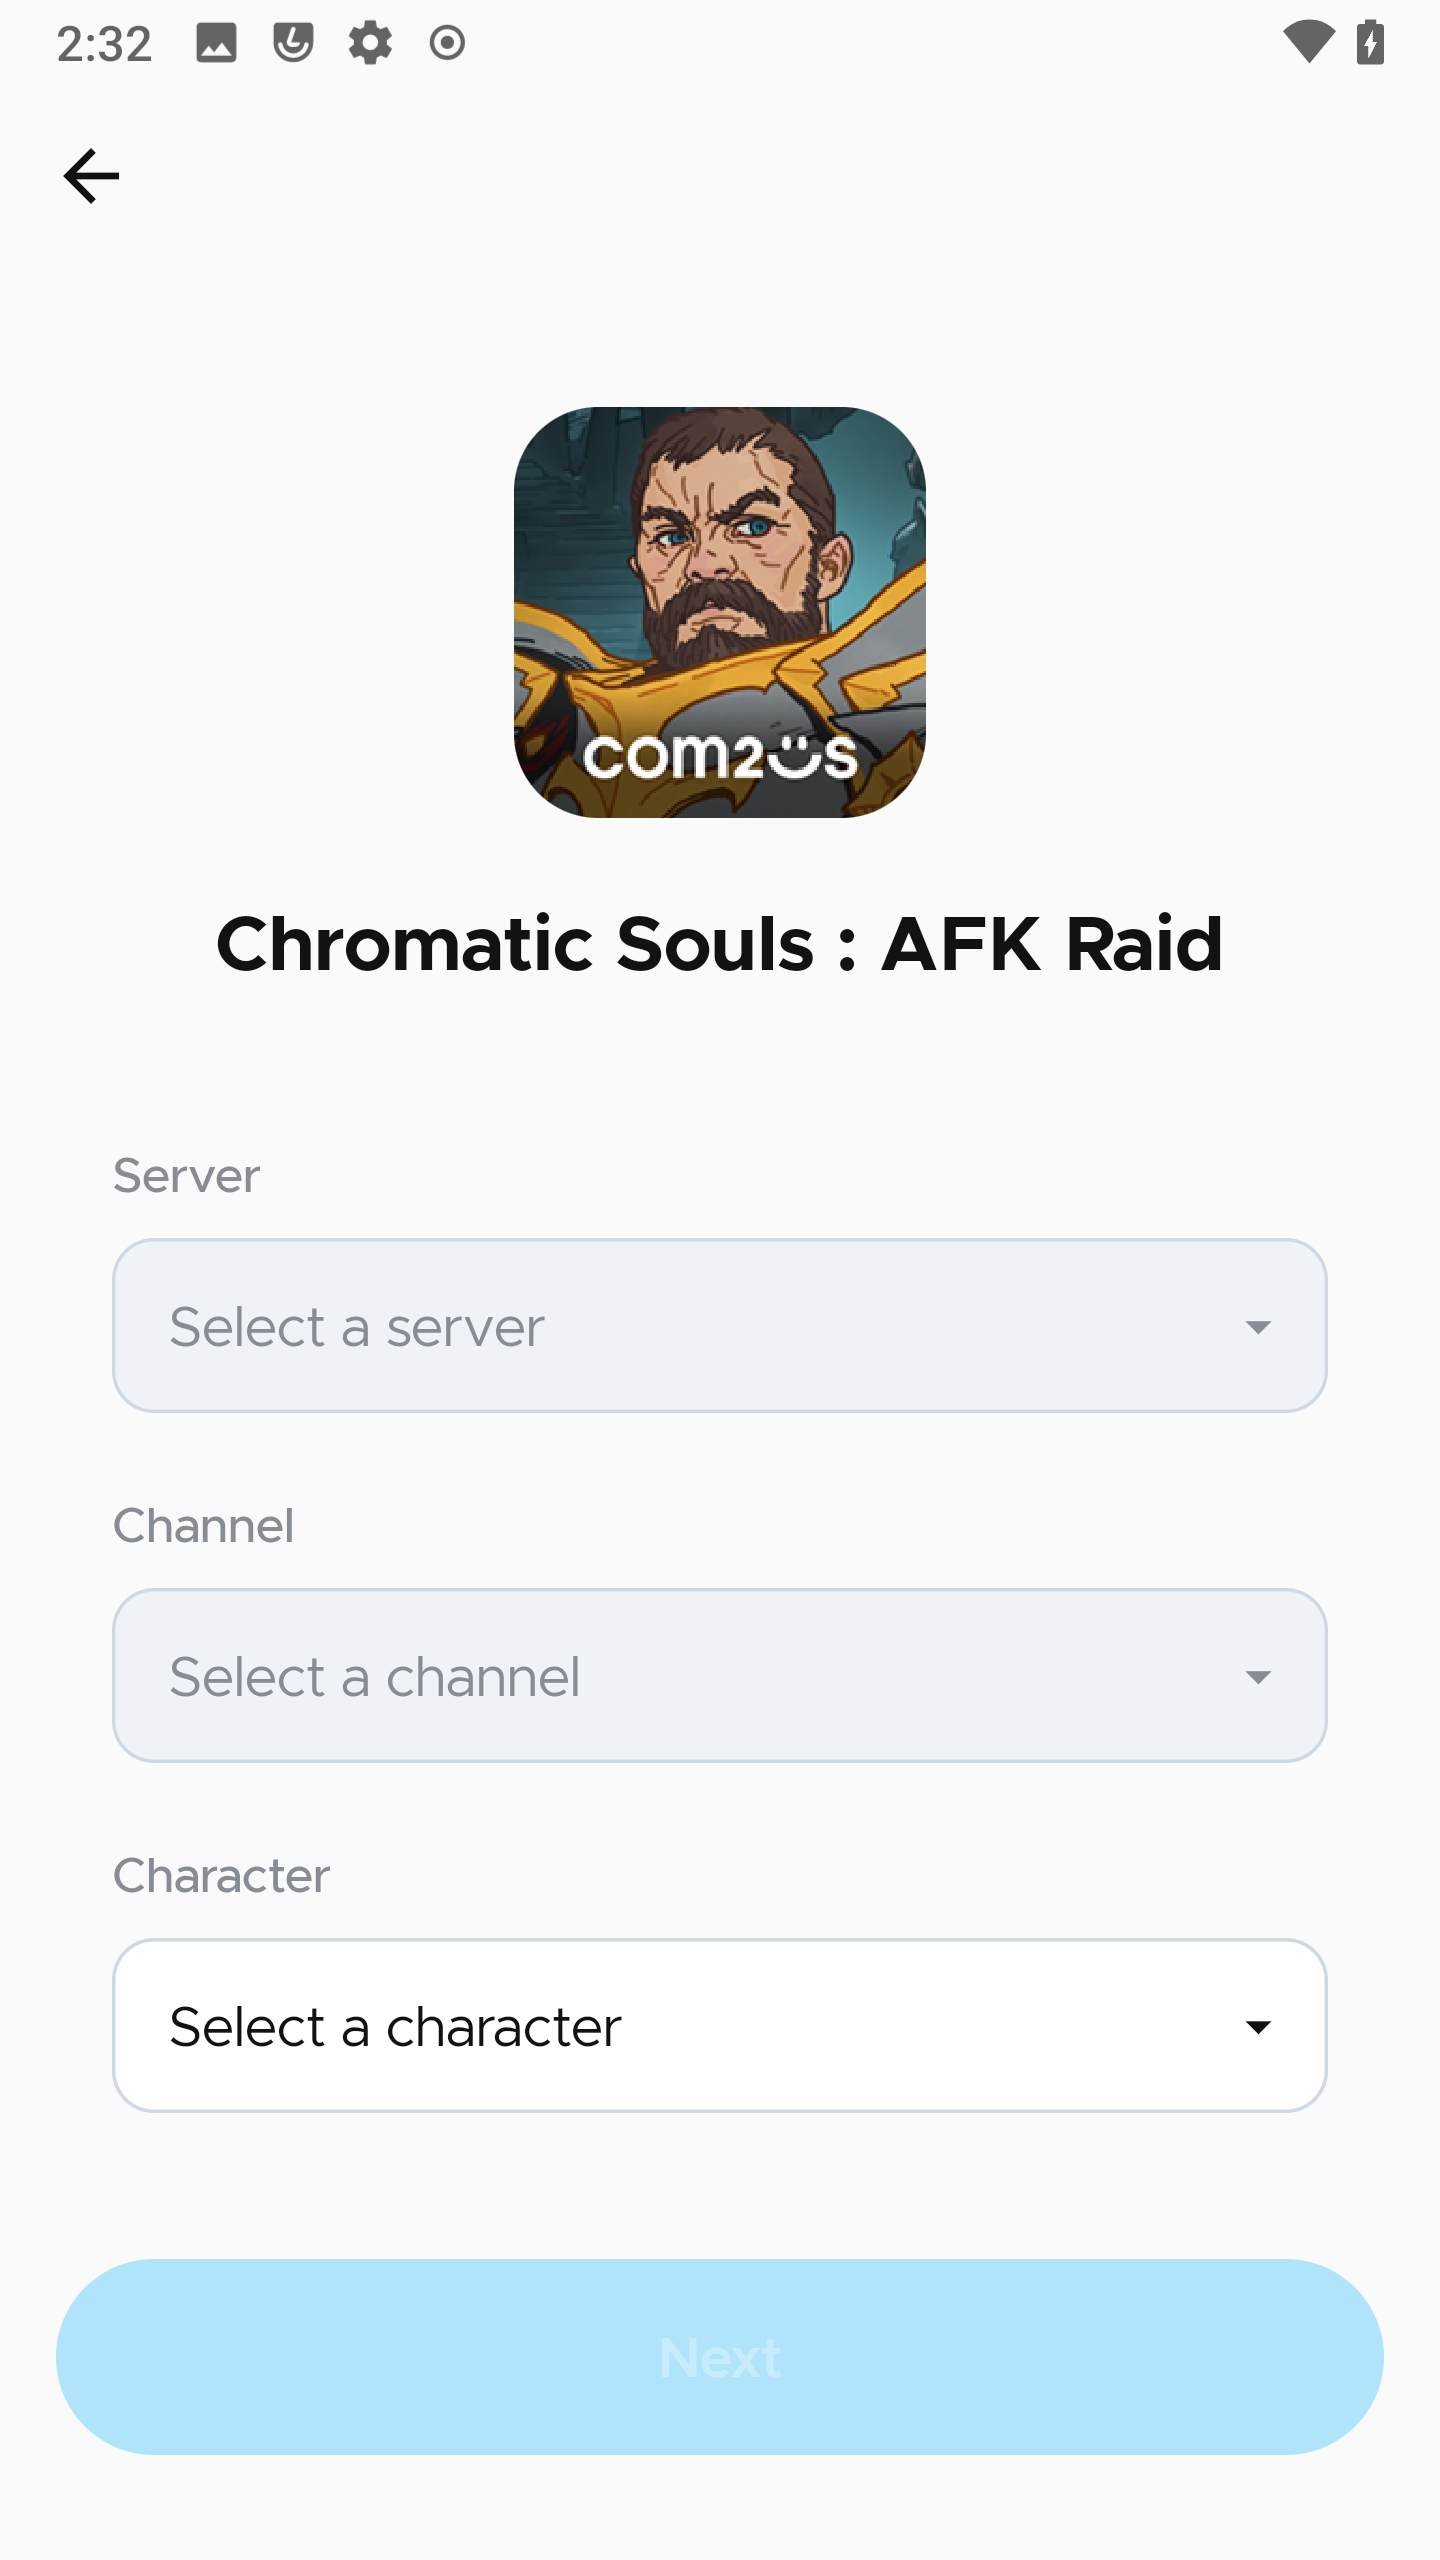 2:32
com2us
Chromatic Souls : AFK Raid
Server
Select a server
Channel
Select a channel
Character
Select a character
Next